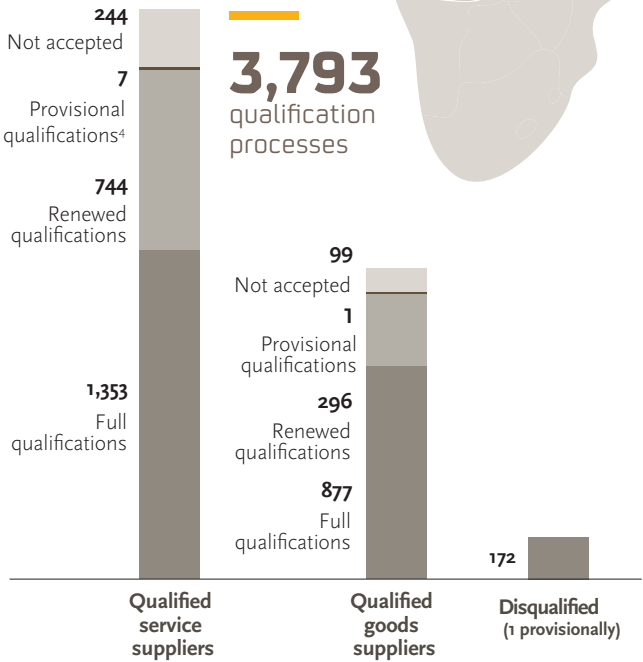 244
Not accepted
7
Provisional
qualifications4
744
Renewed
qualifications
1,353
Full
qualifications
3,793
qualification
processes
99
Not accepted
1
Provisional
qualifications
296
Renewed
qualifications
877
Full
qualifications
172
Qualified
service
suppliers
Qualified
goods
suppliers
Disqualified
(1 provisionally)